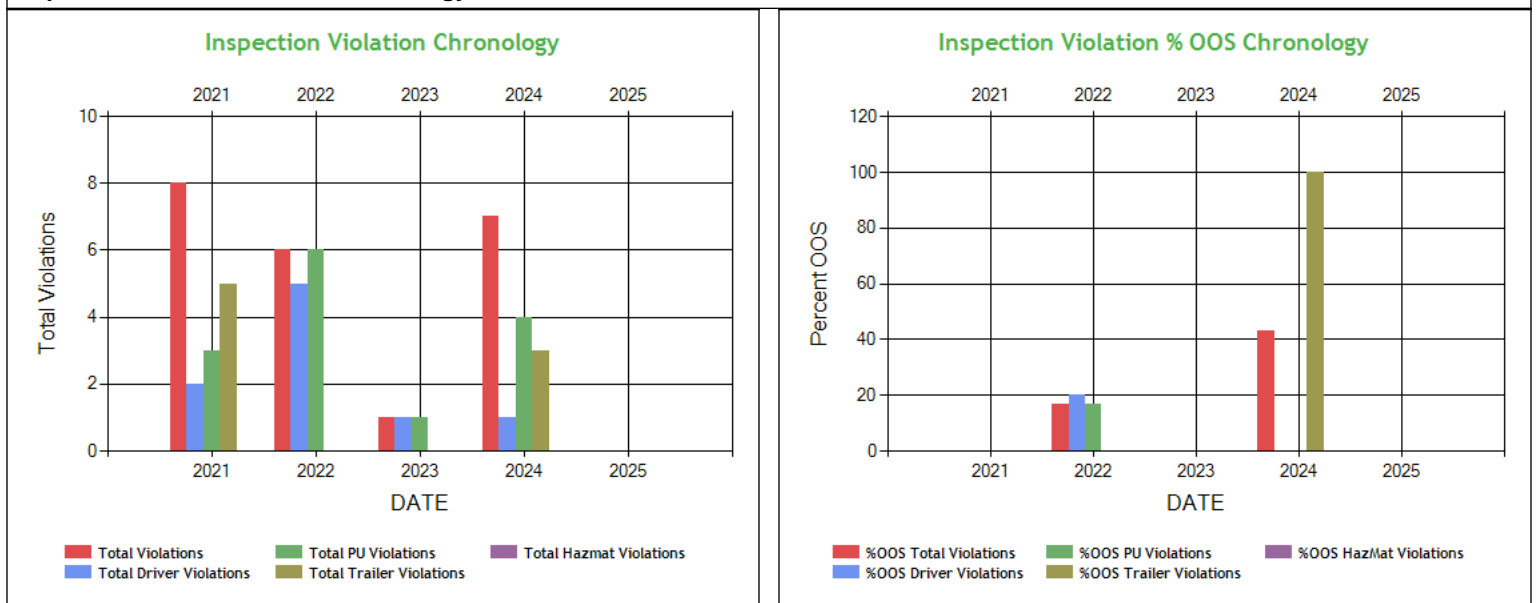 Inspection Violation Chronology
2021 2022 2023 2024 2025
10
8
6
4
2
0
Total Violations
2021 2022 2023 2024 2025
DATE
Total Violations Total PU Violations Total Hazmat Violations
Total Driver Violations Total Trailer Violations
Inspection Violation % OOS Chronology
2021 2022 2023 2024 2025
120
100
80
60
40
20
0
Percent OOS
2021 2022 2023 2024 2025
DATE
%OOS Total Violations %OOS PU Violations %OOS HazMat Violations
%OOS Driver Violations %OOS Trailer Violations